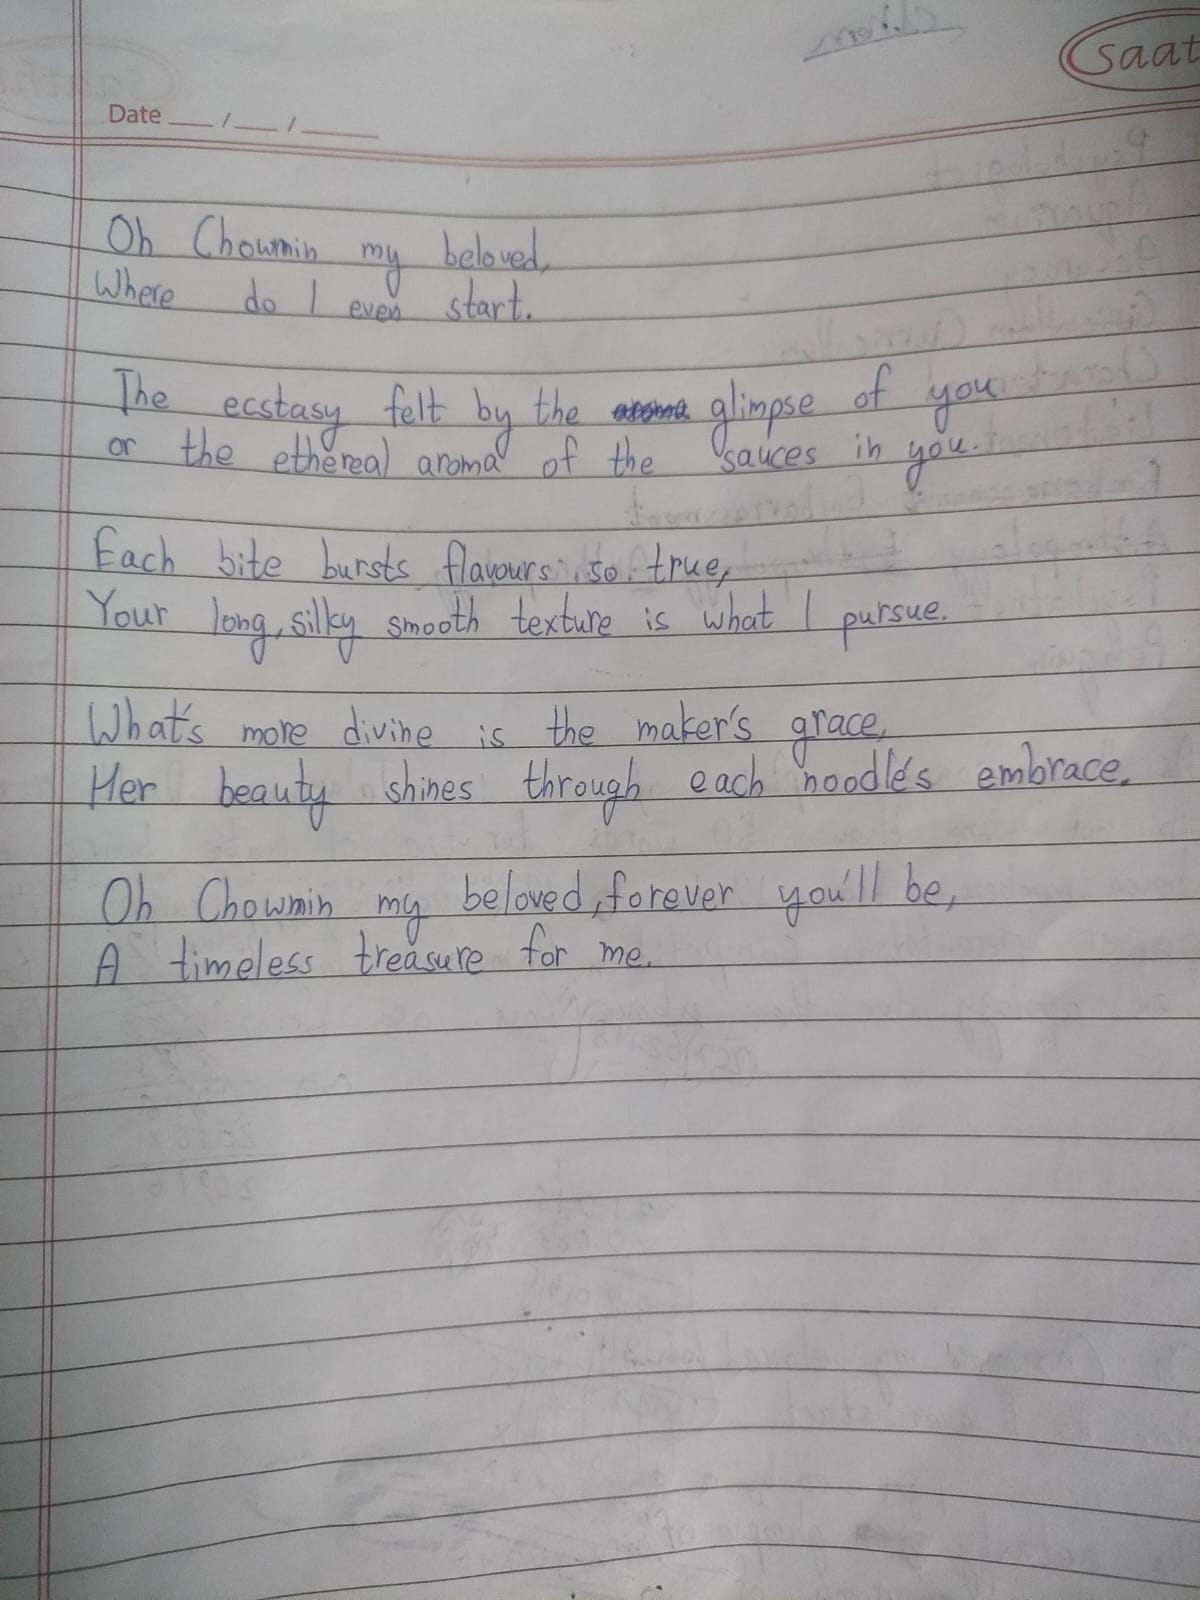 saat
Date __/__/____
Oh Chowmin my beloved,
Where do I even start.
The ecstasy felt by the aroma glimpse of you
or the ethereal aroma of the sauces in you.
Each bite bursts flavours so true,
Your long, silky smooth texture is what I pursue.
What's more divine is the maker's grace,
Her beauty shines through each noodle's embrace.
Oh Chowmin my beloved, forever you'll be,
A timeless treasure for me.